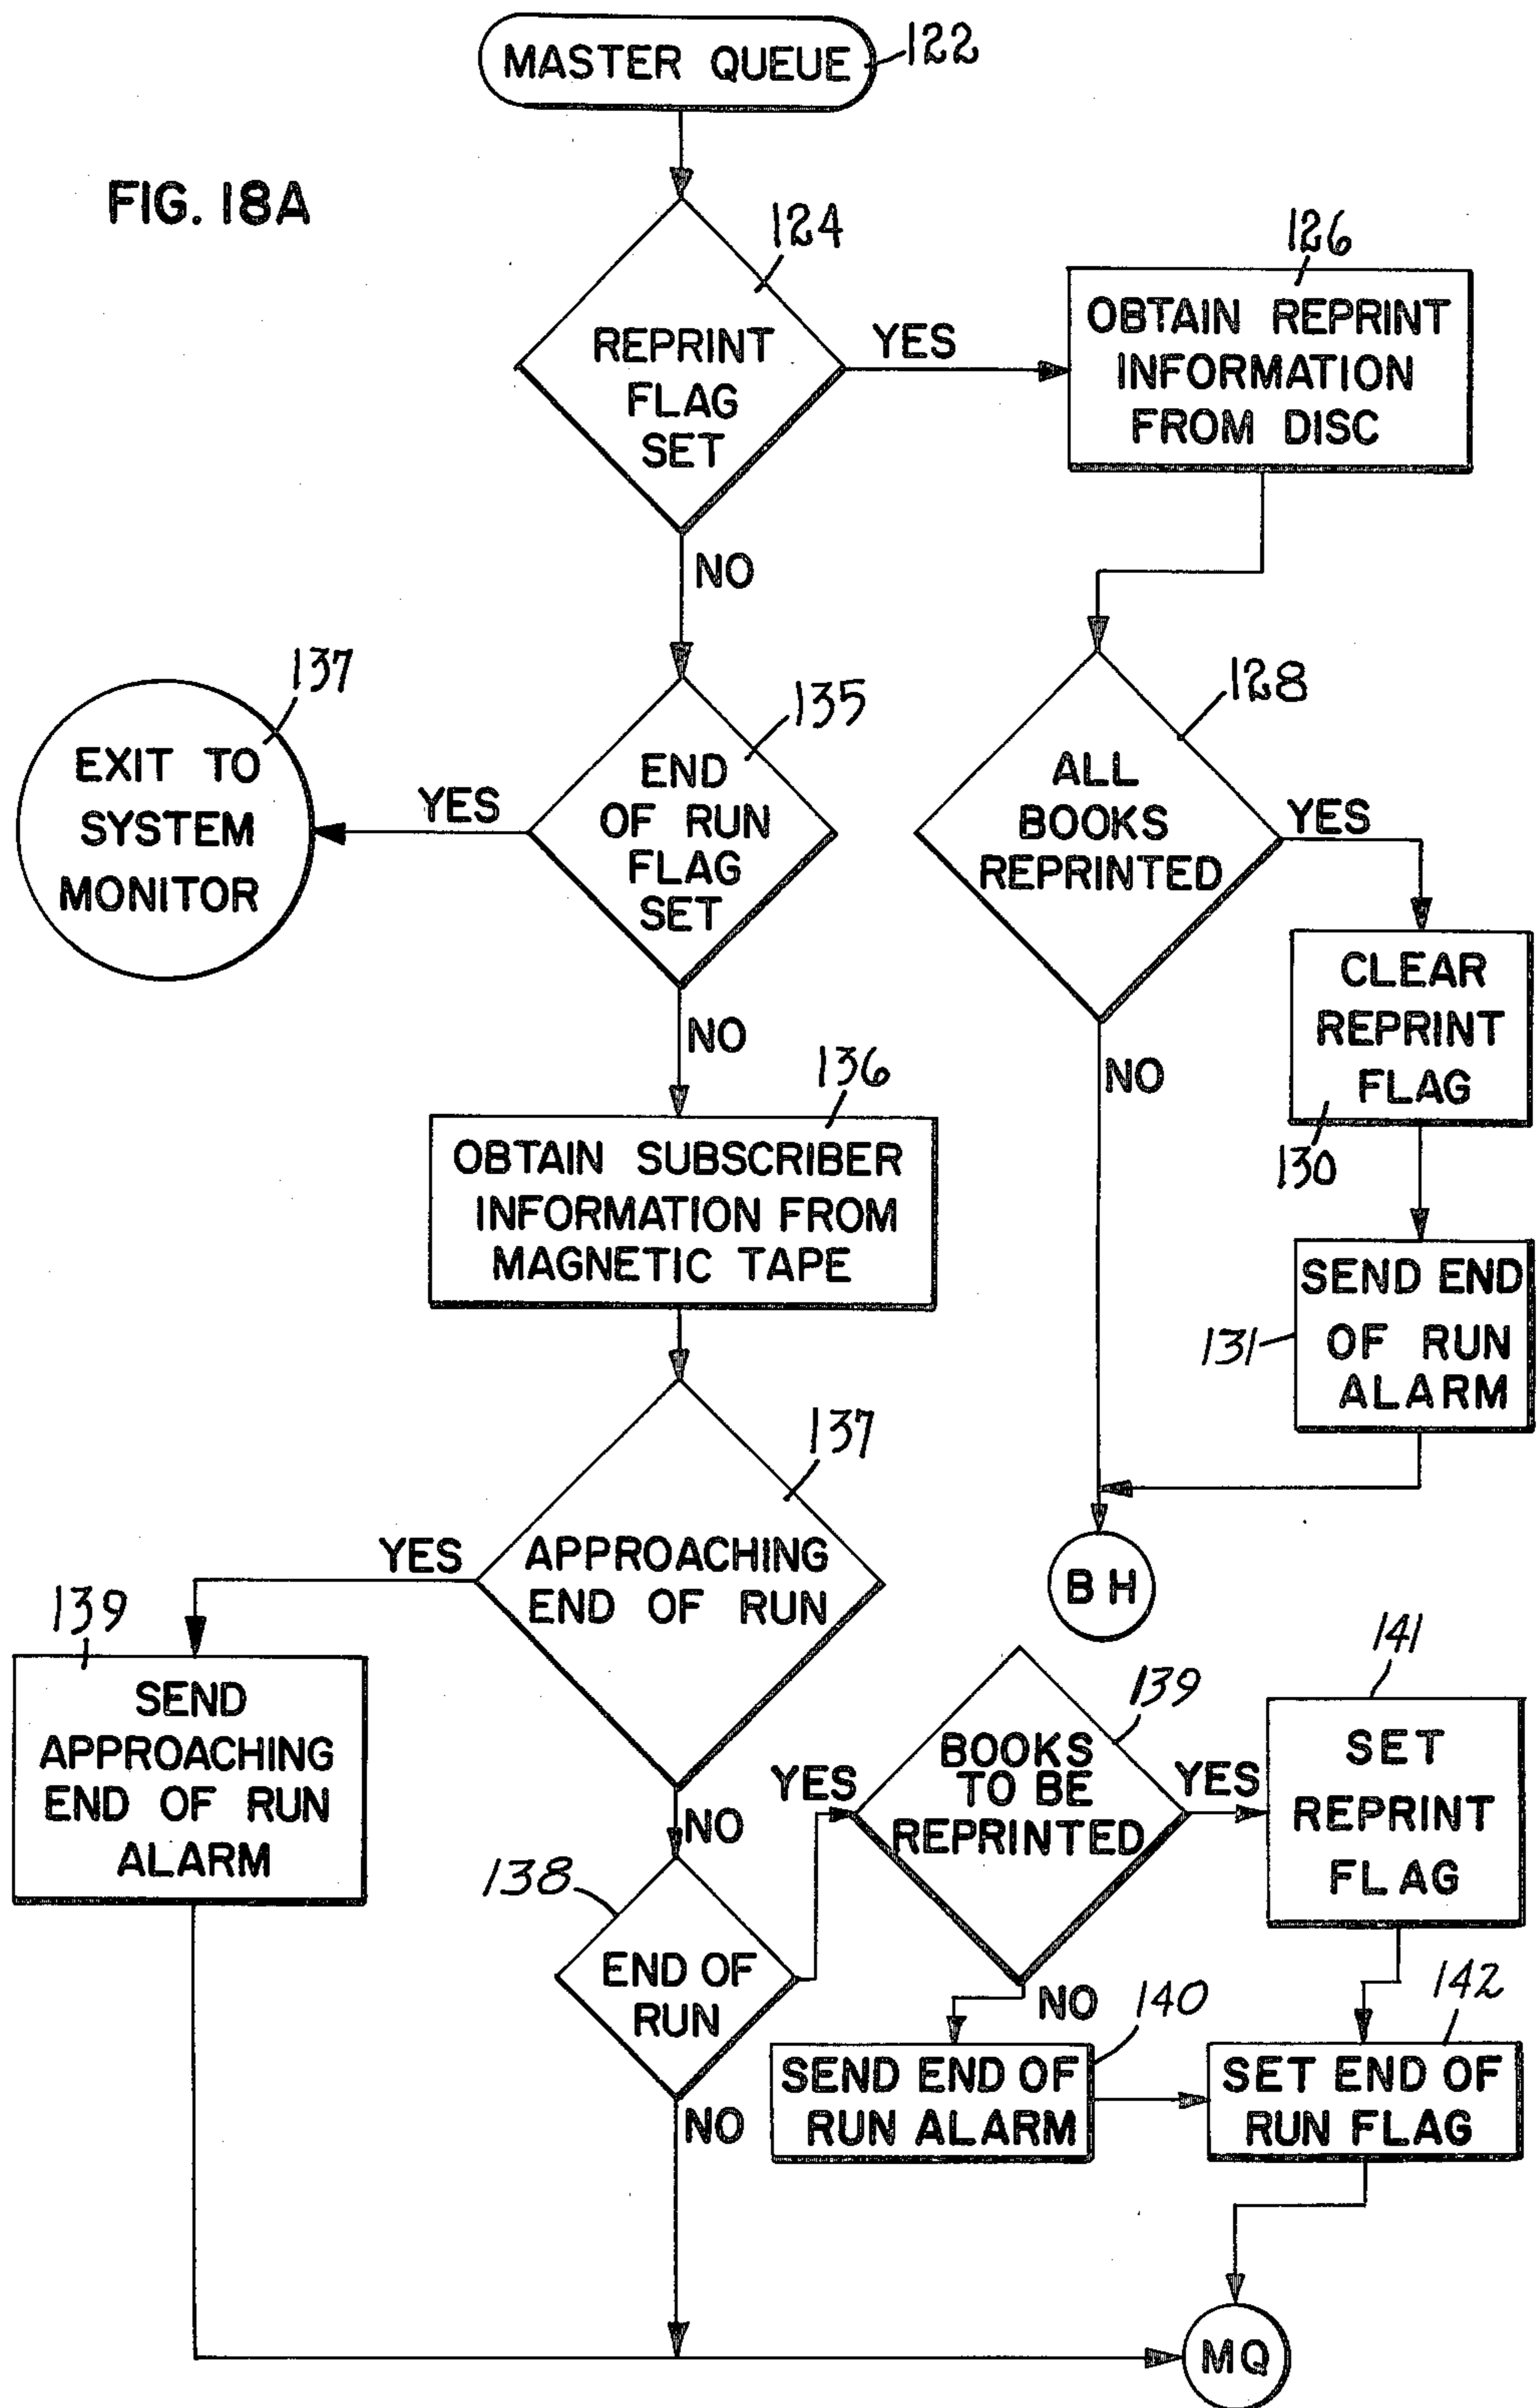 MASTER QUEUE
122
FIG. 18A
124
REPRINT
FLAG
SET
YES
126
OBTAIN REPRINT
INFORMATION
FROM DISC
NO
137
EXIT TO
SYSTEM
MONITOR
YES
135
END
OF RUN
FLAG
SET
128
ALL
BOOKS
REPRINTED
YES
CLEAR
REPRINT
FLAG
130
NO
NO
136
OBTAIN SUBSCRIBER
INFORMATION FROM
MAGNETIC TAPE
SEND END
OF RUN
ALARM
131
137
APPROACHING
END OF RUN
YES
BH
139
SEND
APPROACHING
END OF RUN
ALARM
NO
138
END OF
RUN
YES
139
BOOKS
TO BE
REPRINTED
YES
141
SET
REPRINT
FLAG
NO
140
SEND END OF
RUN ALARM
142
SET END OF
RUN FLAG
NO
MQ